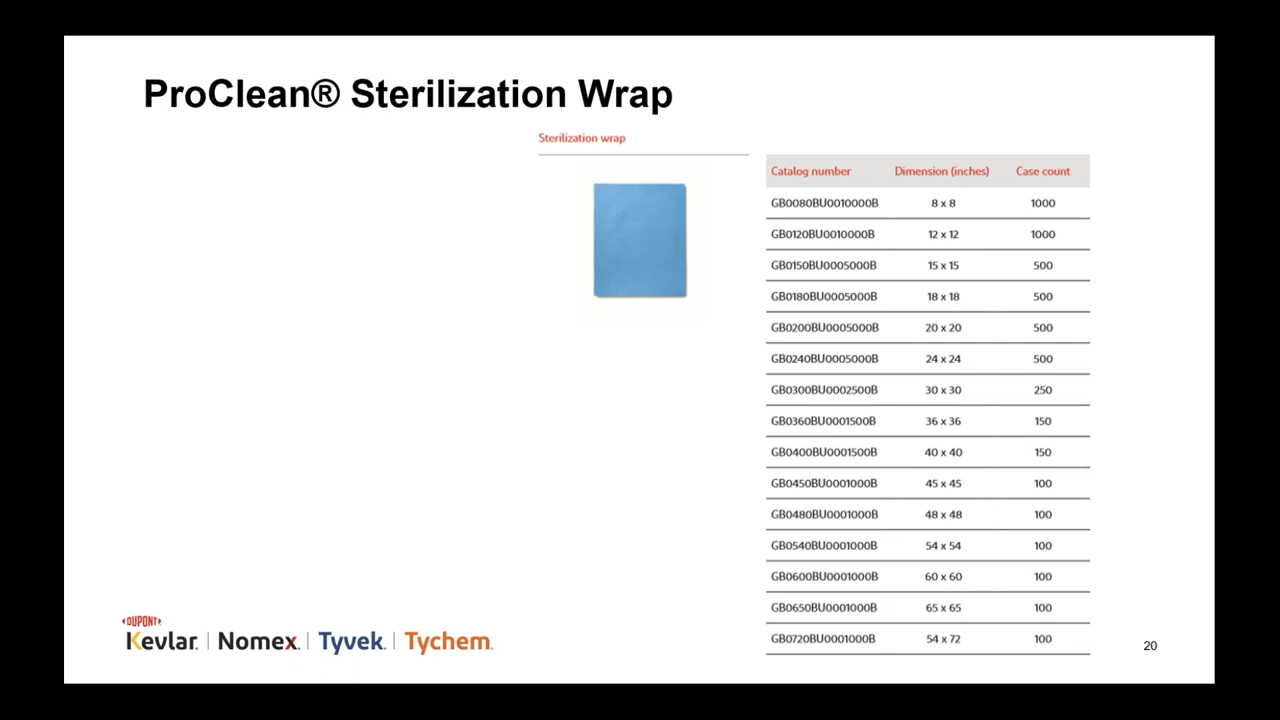 ProClean® Sterilization Wrap
Sterilization wrap
Catalog number Dimension (inches) Case count
GB0080BU0010000B 8 x 8 1000
GB0120BU0010000B 12 x 12 1000
GB0150BU0005000B 15 x 15 500
GB0180BU0005000B 18 x 18 500
GB0200BU0005000B 20 x 20 500
GB0240BU0005000B 24 x 24 500
GB0300BU0002500B 30 x 30 250
GB0360BU0001500B 36 x 36 150
GB0400BU0001500B 40 x 40 150
GB0450BU0001000B 45 x 45 100
GB0480BU0001000B 48 x 48 100
GB0540BU0001000B 54 x 54 100
GB0600BU0001000B 60 x 60 100
GB0650BU0001000B 65 x 65 100
GB0720BU0001000B 54 x 72 100
DUPONT
Kevlar. | Nomex. | Tyvek. | Tychem.
20